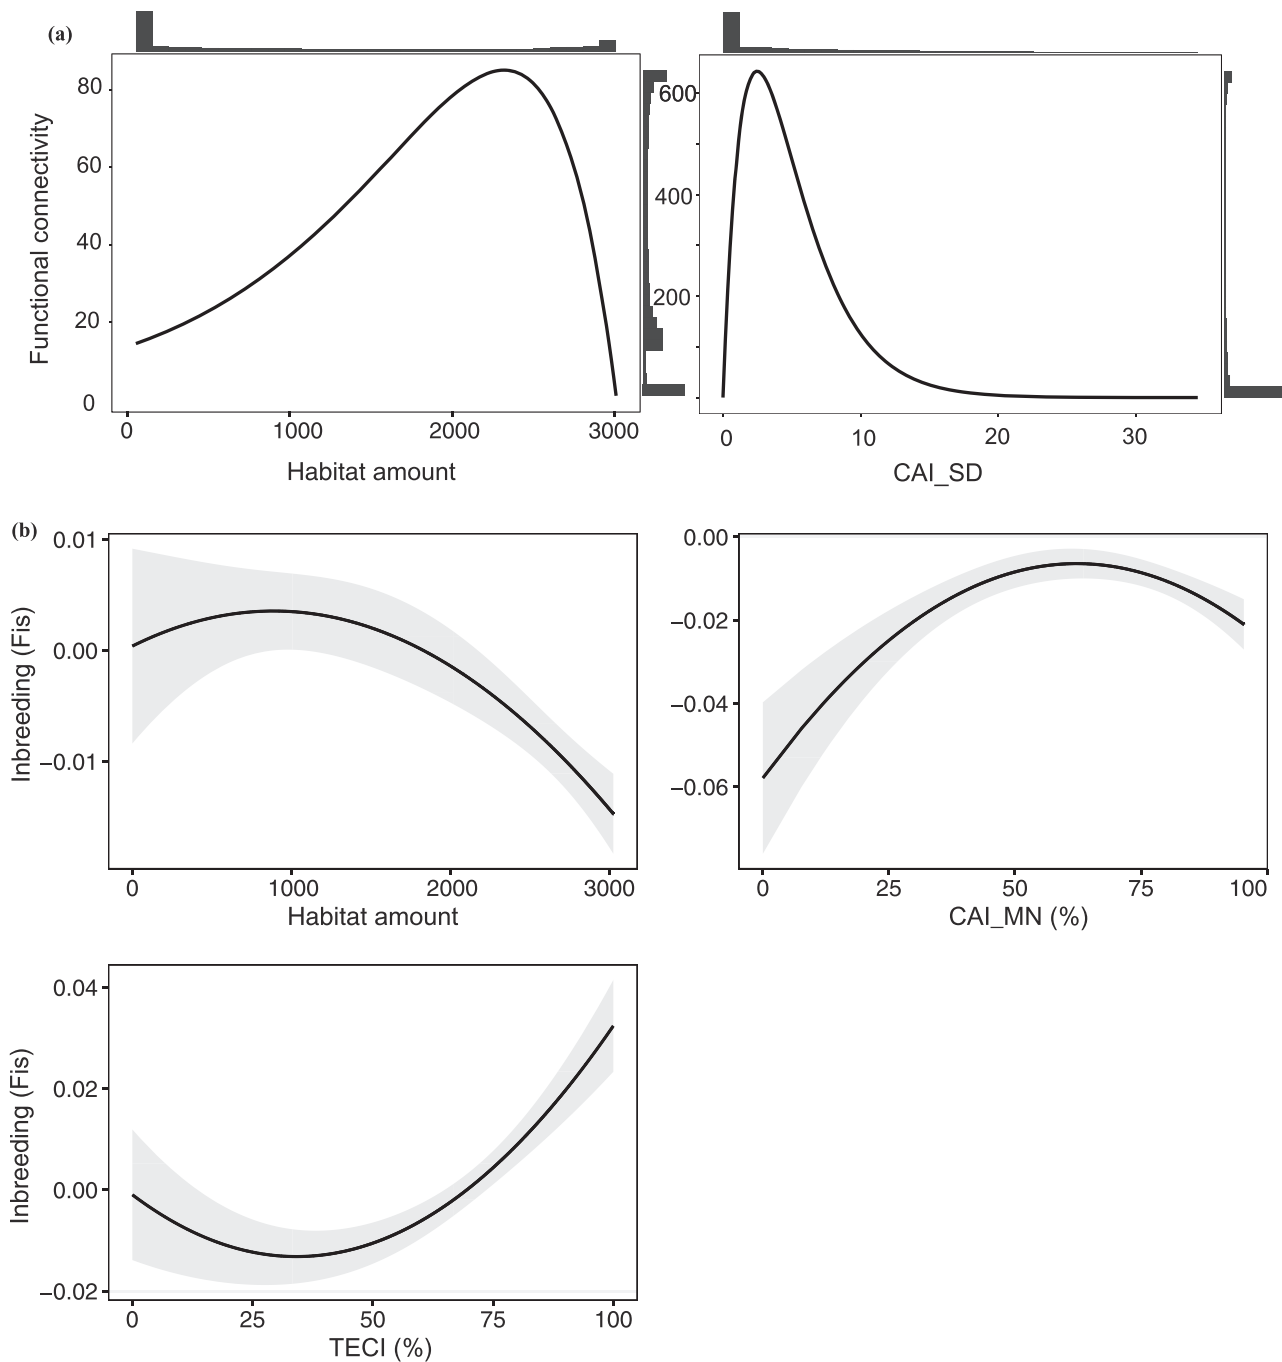 (a)
Functional connectivity
80
60
40
20
0
0 1000 2000 3000
Habitat amount
600
400
200
0 10 20 30
CAI_SD
(b)
Inbreeding (Fis)
0.01
0.00
−0.01
0 1000 2000 3000
Habitat amount
0.00
−0.02
−0.04
−0.06
0 25 50 75 100
CAI_MN (%)
Inbreeding (Fis)
0.04
0.02
0.00
−0.02
0 25 50 75 100
TECI (%)